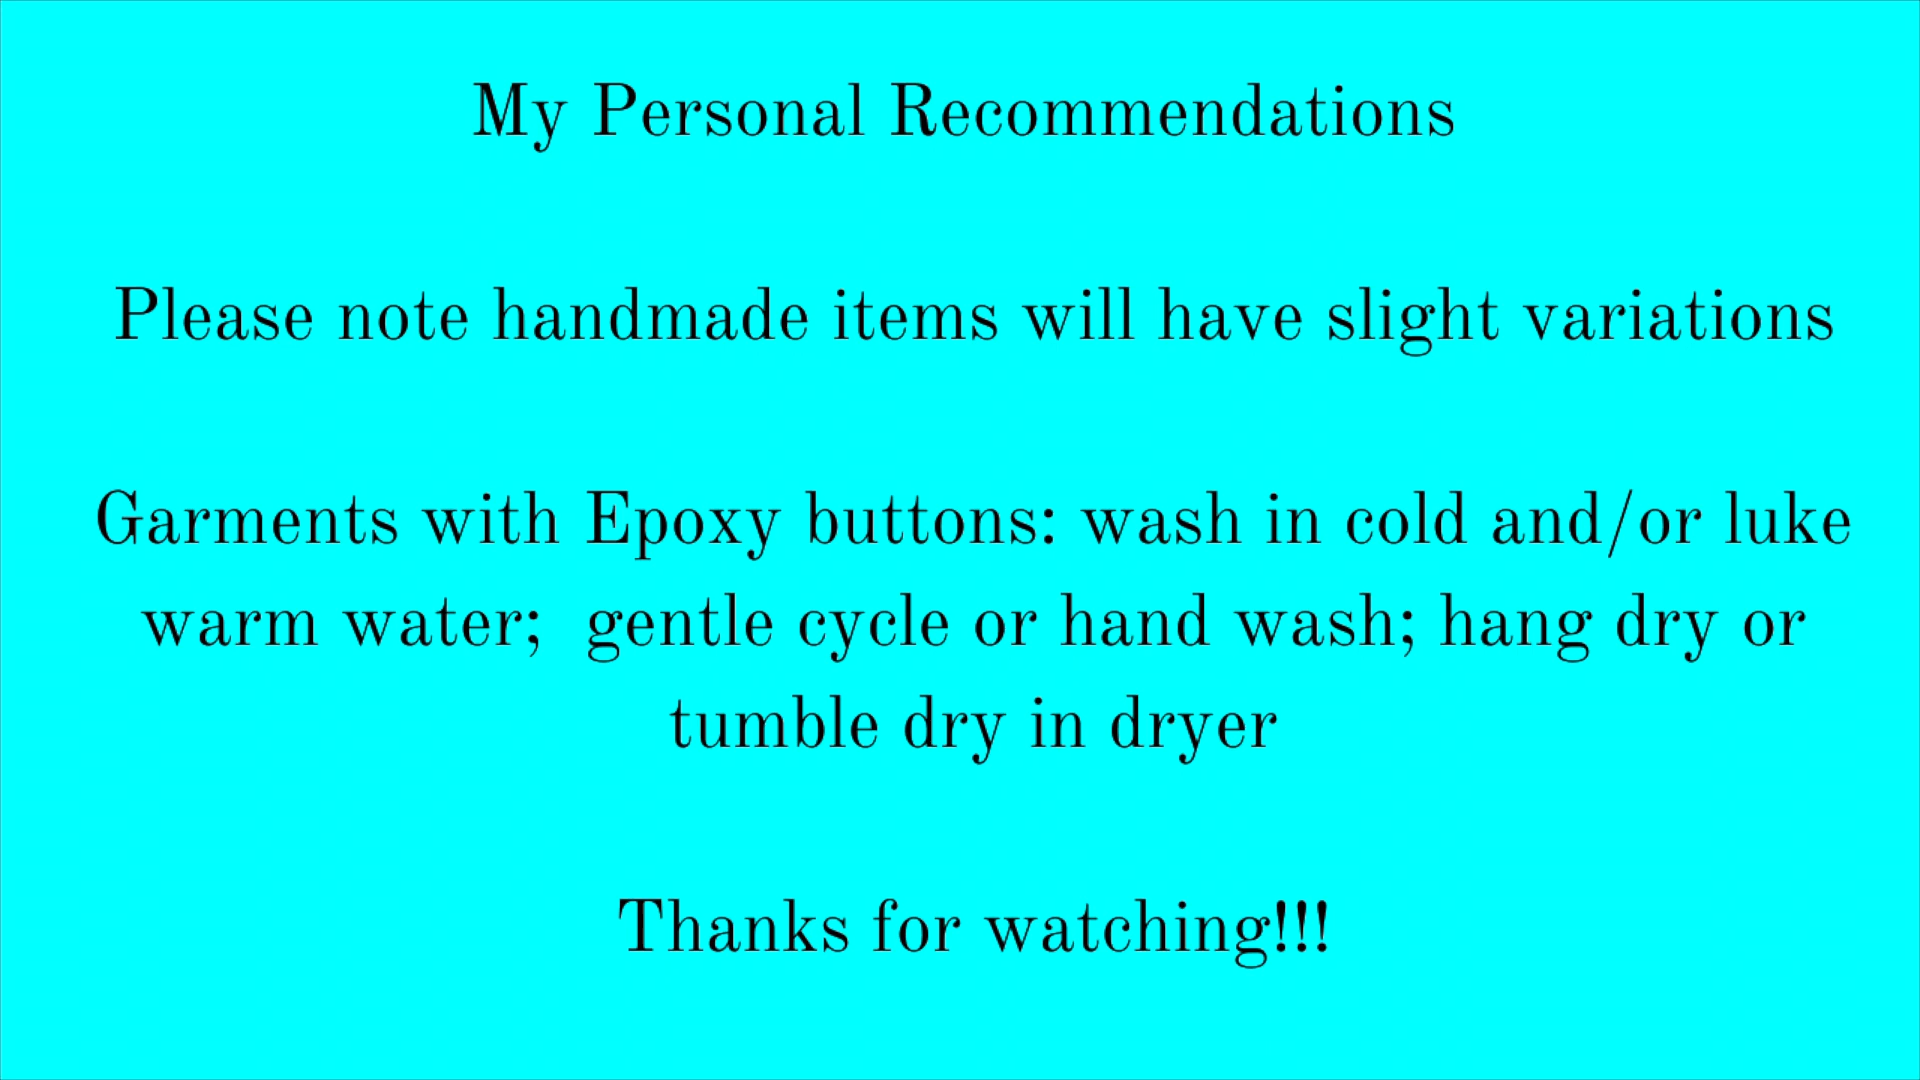 My Personal Recommendations
Please note handmade items will have slight variations
Garments with Epoxy buttons: wash in cold and/or luke
warm water;  gentle cycle or hand wash; hang dry or
tumble dry in dryer
Thanks for watching!!!